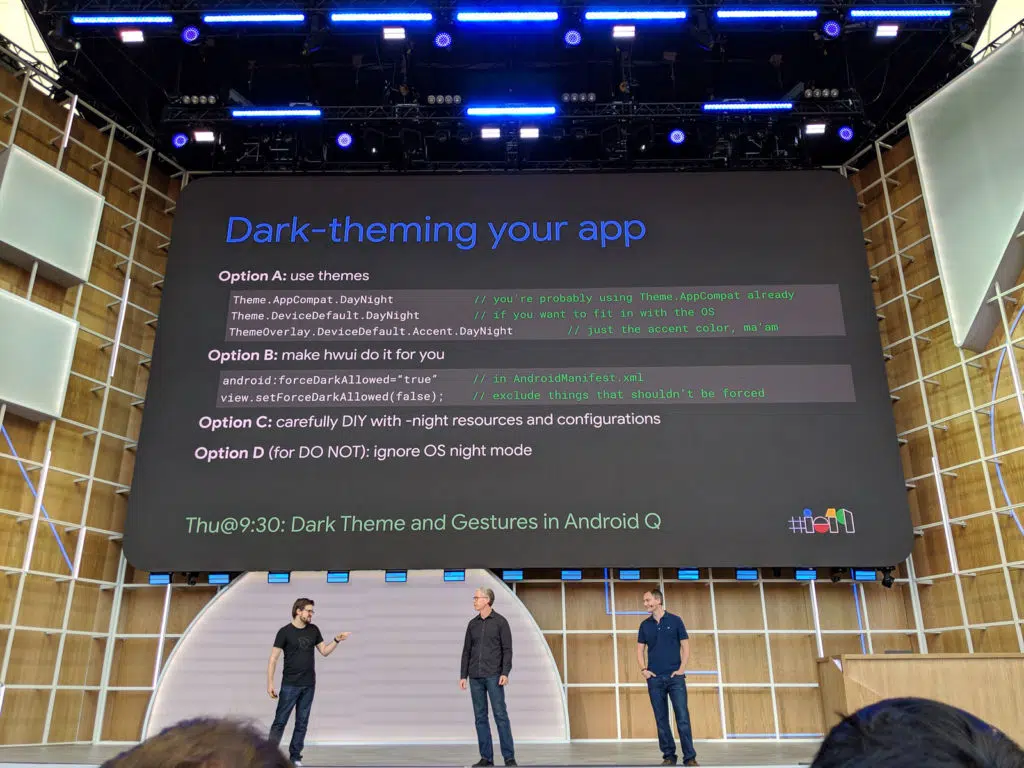 Dark-theming your app
Option A: use themes
Theme.AppCompat.DayNight // you're probably using Theme.AppCompat already
Theme.DeviceDefault.DayNight // if you want to fit in with the OS
ThemeOverlay.DeviceDefault.Accent.DayNight // just the accent color, ma'am
Option B: make hwui do it for you
android:forceDarkAllowed="true" // in AndroidManifest.xml
view.setForceDarkAllowed(false); // exclude things that shouldn't be forced
Option C: carefully DIY with -night resources and configurations
Option D (for DO NOT): ignore OS night mode
Thu@9:30: Dark Theme and Gestures in Android Q
#io19